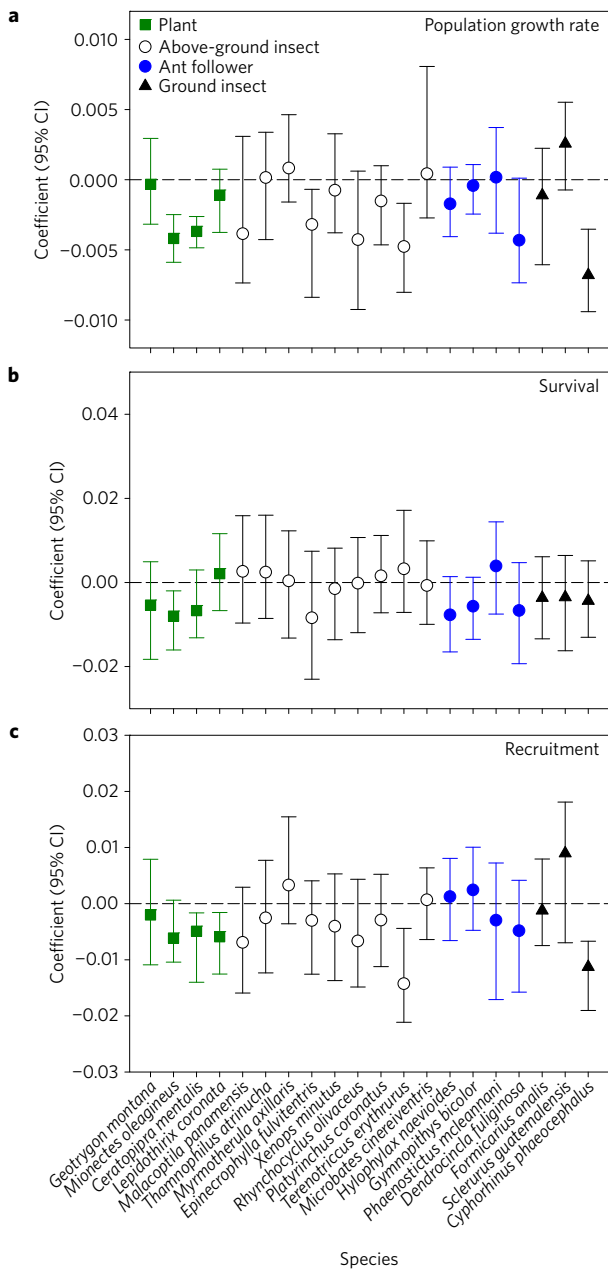 a
Plant
Above-ground insect
Ant follower
Ground insect
Population growth rate
0.010
0.005
0.000
−0.005
−0.010
Coefficient (95% CI)
b
Survival
0.04
0.02
0.00
−0.02
Coefficient (95% CI)
c
Recruitment
0.03
0.02
0.01
0.00
−0.01
−0.02
−0.03
Coefficient (95% CI)
Geotrygon montana
Mionectes oleagineus
Ceratopipra mentalis
Lepidothirix coronata
Malacoptila panamensis
Thamnophilus atrinucha
Myrmotherula axillaris
Epinecrophylla fulvitentris
Xenops minutus
Rhynchocyclus olivaceus
Platyrinchus coronatus
Terenotriccus erythrurus
Microbates cinereiventris
Hylophylax naevioides
Gymnopithys bicolor
Phaenostictus mcleannani
Dendrocincla fuliginosa
Formicarius analis
Sclerurus guatemalensis
Cyphorhinus phaeocephalus
Species